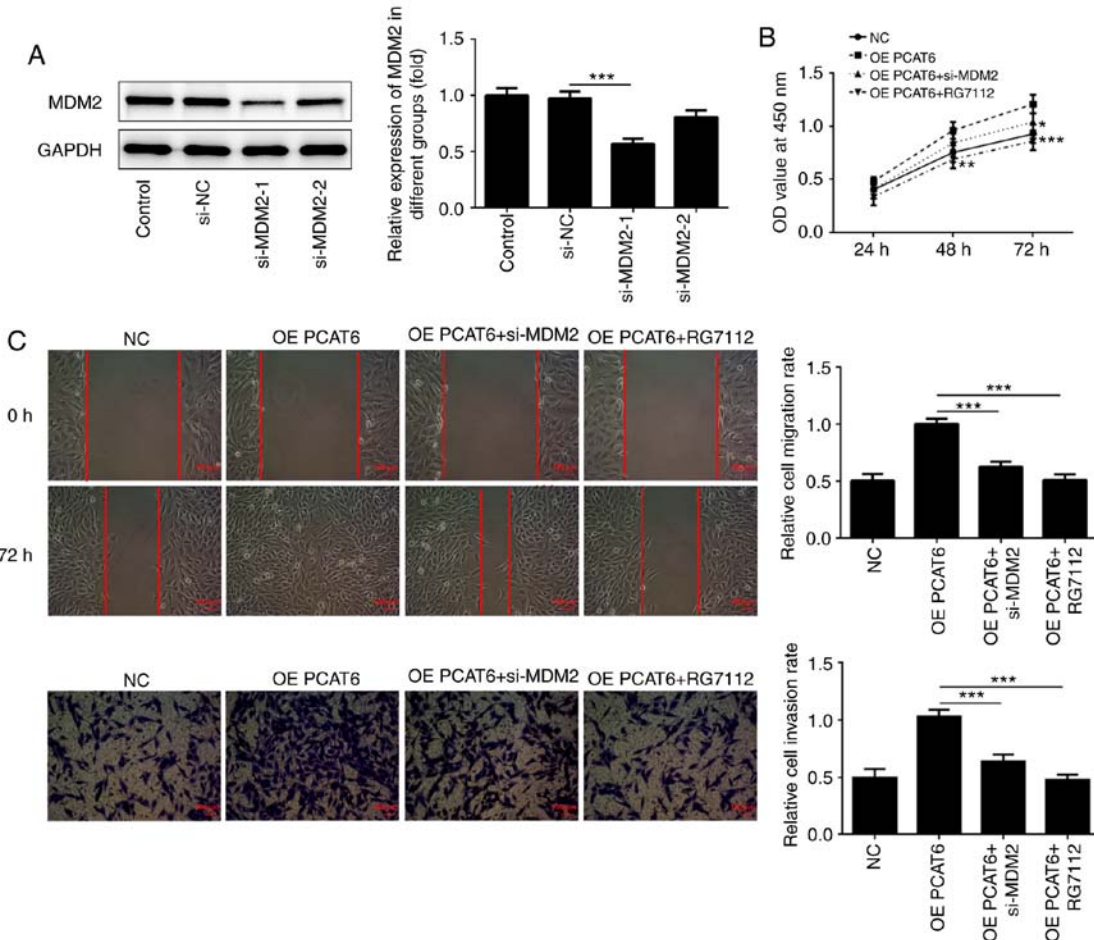 A
MDM2
GAPDH
Control
si-NC
si-MDM2-1
si-MDM2-2
Relative expression of MDM2 in
different groups (fold)
1.5
1.0
0.5
0.0
***
Control
si-NC
si-MDM2-1
si-MDM2-2
B
NC
OE PCAT6
OE PCAT6+si-MDM2
OE PCAT6+RG7112
OD value at 450 nm
1.5
1.0
0.5
0.0
**
*
***
24 h
48 h
72 h
C
NC
OE PCAT6
OE PCAT6+si-MDM2
OE PCAT6+RG7112
0 h
72 h
Relative cell migration rate
1.5
1.0
0.5
0.0
***
***
NC
OE PCAT6
OE PCAT6+
si-MDM2
OE PCAT6+
RG7112
NC
OE PCAT6
OE PCAT6+si-MDM2
OE PCAT6+RG7112
Relative cell invasion rate
1.5
1.0
0.5
0.0
***
***
NC
OE PCAT6
OE PCAT6+
si-MDM2
OE PCAT6+
RG7112